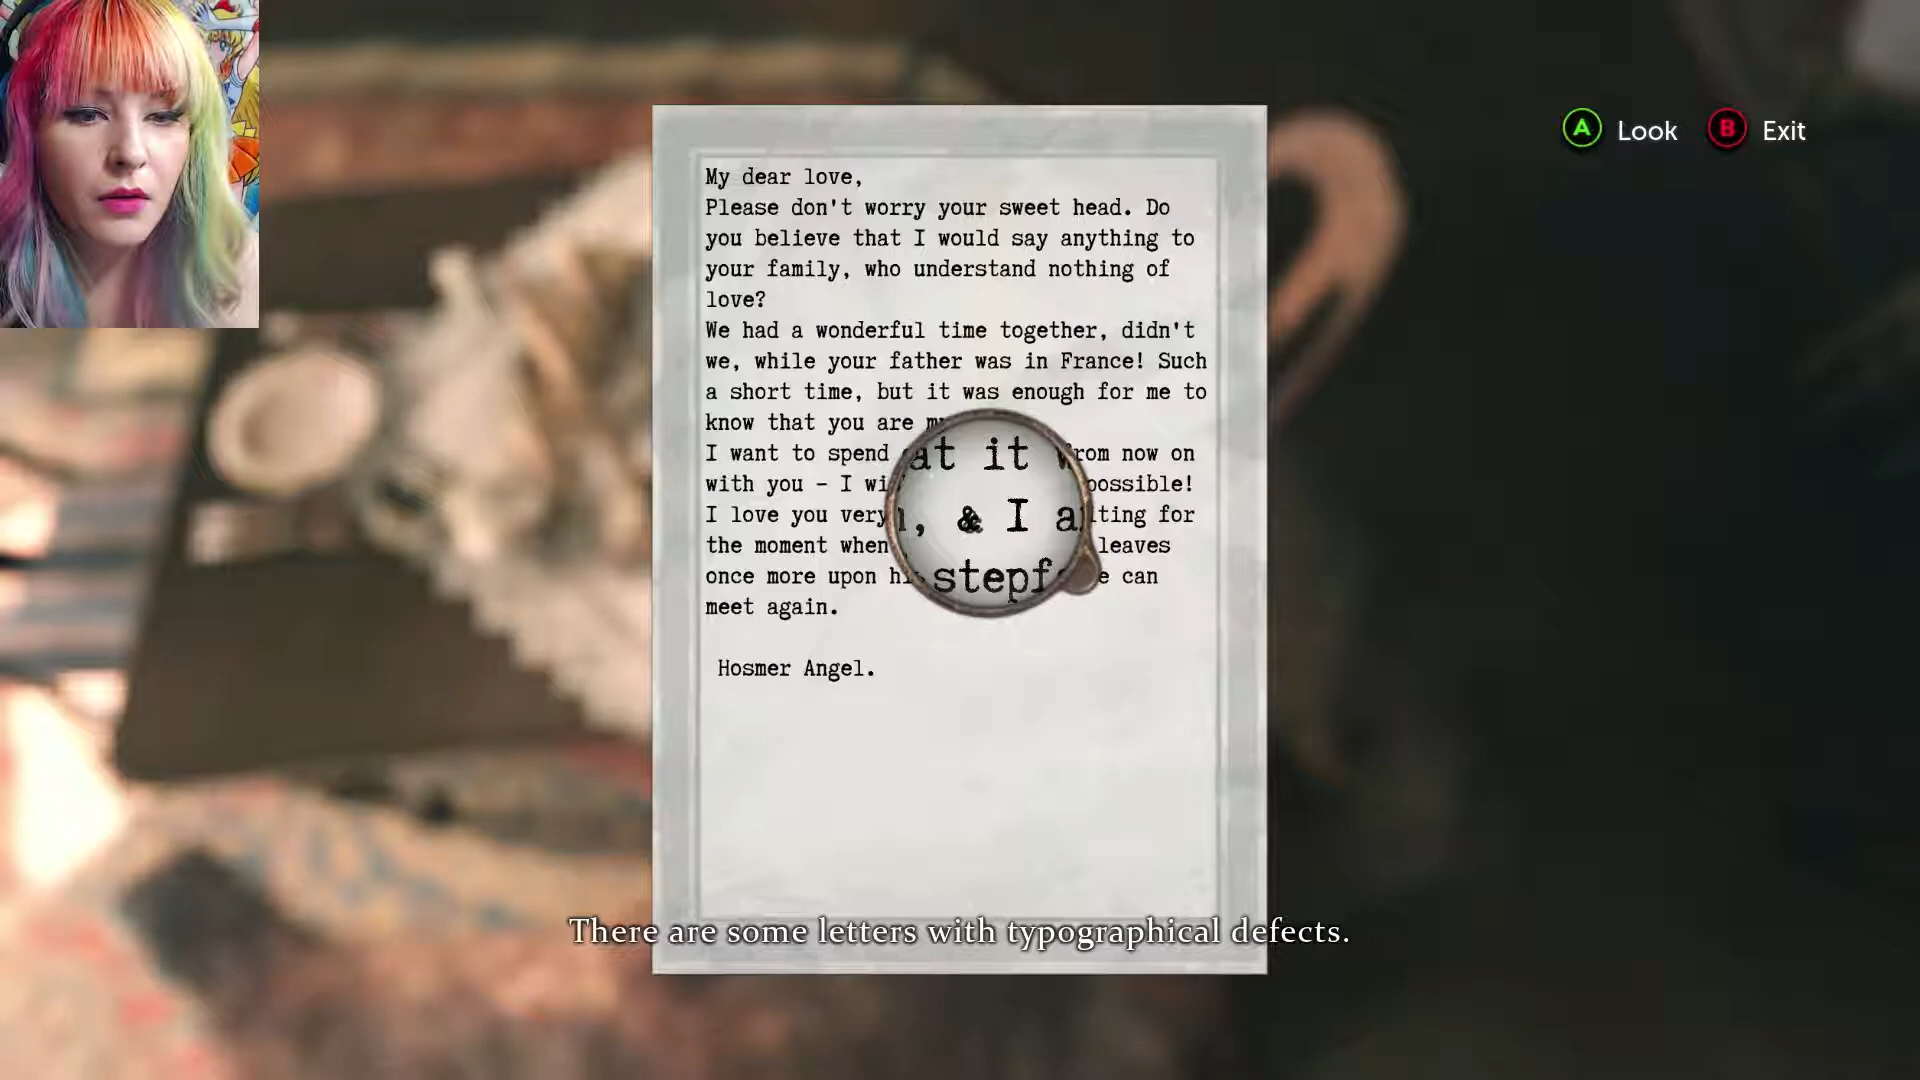 A Look B Exit
My dear love,
Please don't worry your sweet head. Do
you believe that I would say anything to
your family, who understand nothing of
love?
We had a wonderful time together, didn't
we, while your father was in France! Such
a short time, but it was enough for me to
know that you are
I want to spend at it from now on
with you - I possible!
I love you very & I for
the moment when leaves
once more upon stepf can
meet again.
Hosmer Angel.
There are some letters with typographical defects.